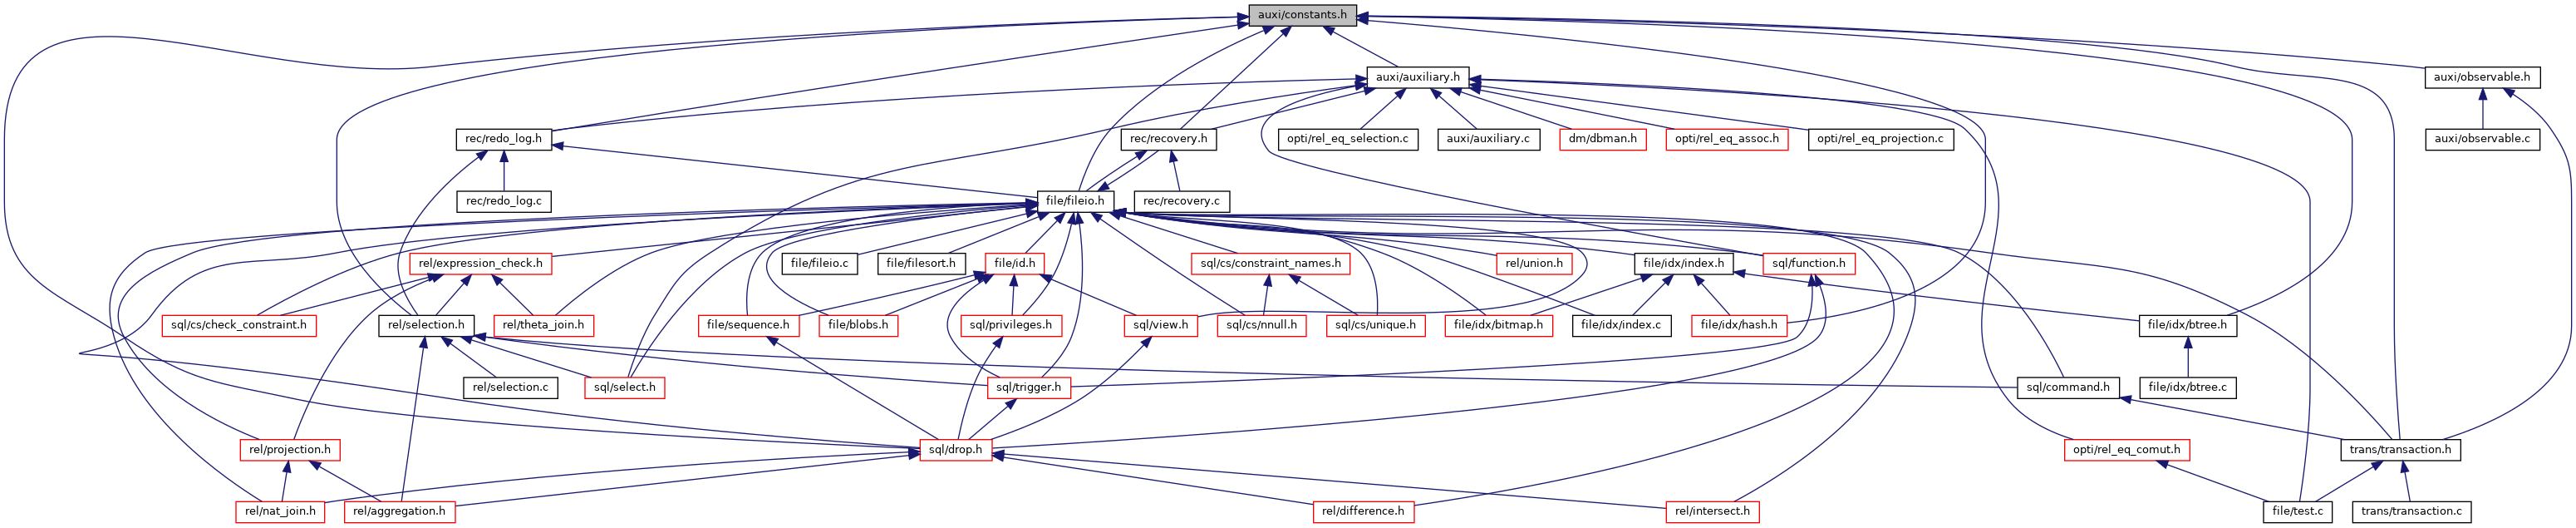 auxi/constants.h
auxi/auxiliary.h
auxi/observable.h
rec/redo_log.h
rec/recovery.h
opti/rel_eq_selection.c
auxi/auxiliary.c
dm/dbman.h
opti/rel_eq_assoc.h
opti/rel_eq_projection.c
auxi/observable.c
rec/redo_log.c
file/fileio.h
rec/recovery.c
rel/expression_check.h
file/fileio.c
file/filesort.h
file/id.h
sql/cs/constraint_names.h
rel/union.h
file/idx/index.h
sql/function.h
sql/cs/check_constraint.h
rel/selection.h
rel/theta_join.h
file/sequence.h
file/blobs.h
sql/privileges.h
sql/view.h
sql/cs/nnull.h
sql/cs/unique.h
file/idx/bitmap.h
file/idx/index.c
file/idx/hash.h
file/idx/btree.h
rel/selection.c
sql/select.h
sql/trigger.h
sql/command.h
file/idx/btree.c
rel/projection.h
sql/drop.h
opti/rel_eq_comut.h
trans/transaction.h
rel/nat_join.h
rel/aggregation.h
rel/difference.h
rel/intersect.h
file/test.c
trans/transaction.c